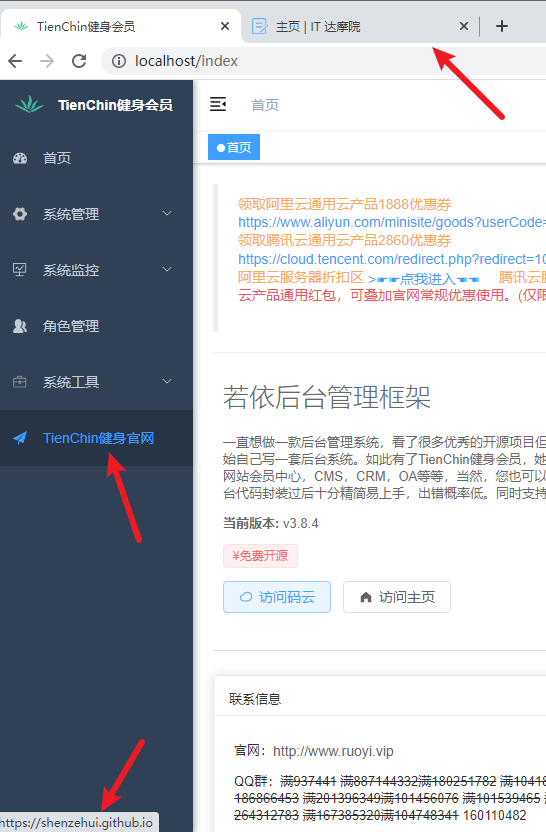 TienChin健身会员
主页 | IT 达摩院
localhost/index
TienChin健身会员
首页
首页
首页
系统管理
系统监控
角色管理
系统工具
TienChin健身官网
领取阿里云通用云产品1888优惠券
https://www.aliyun.com/minisite/goods?userCode=
领取腾讯云通用云产品2860优惠券
https://cloud.tencent.com/redirect.php?redirect=10
阿里云服务器折扣区 >☛☛点我进入☚☚ 腾讯云服
云产品通用红包，可叠加官网常规优惠使用。(仅限
若依后台管理框架
一直想做一款后台管理系统，看了很多优秀的开源项目但
始自己写一套后台系统。如此有了TienChin健身会员，她
网站会员中心，CMS，CRM，OA等等，当然，您也可以
台代码封装过后十分精简易上手，出错概率低。同时支持
当前版本: v3.8.4
¥免费开源
访问码云
访问主页
联系信息
官网：http://www.ruoyi.vip
QQ群：满937441 满887144332满180251782 满10418
186866453 满201396349满101456076 满101539465
264312783 满167385320满104748341 160110482
https://shenzehui.github.io